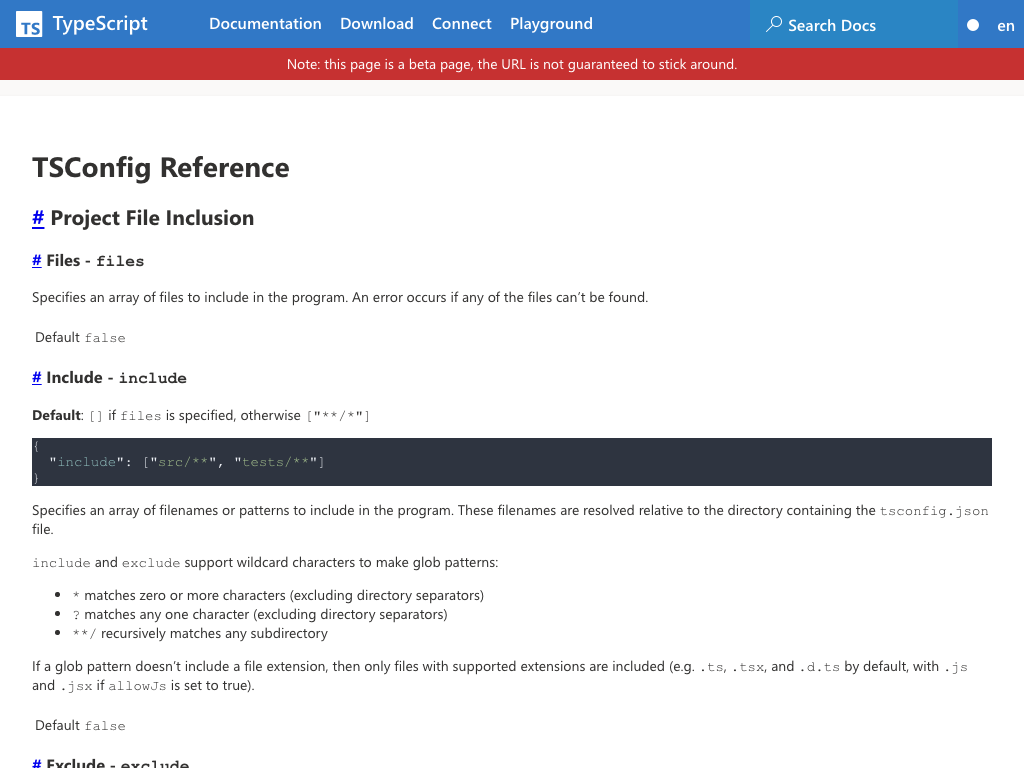 TS TypeScript Documentation Download Connect Playground Search Docs en
Note: this page is a beta page, the URL is not guaranteed to stick around.
TSConfig Reference
# Project File Inclusion
# Files - files
Specifies an array of files to include in the program. An error occurs if any of the files can’t be found.
Default false
# Include - include
Default: [] if files is specified, otherwise ["**/*"]
{
"include": ["src/**", "tests/**"]
}
Specifies an array of filenames or patterns to include in the program. These filenames are resolved relative to the directory containing the tsconfig.json
file.
include and exclude support wildcard characters to make glob patterns:
• * matches zero or more characters (excluding directory separators)
• ? matches any one character (excluding directory separators)
• **/ recursively matches any subdirectory
If a glob pattern doesn’t include a file extension, then only files with supported extensions are included (e.g. .ts, .tsx, and .d.ts by default, with .js
and .jsx if allowJs is set to true).
Default false
# Exclude - exclude